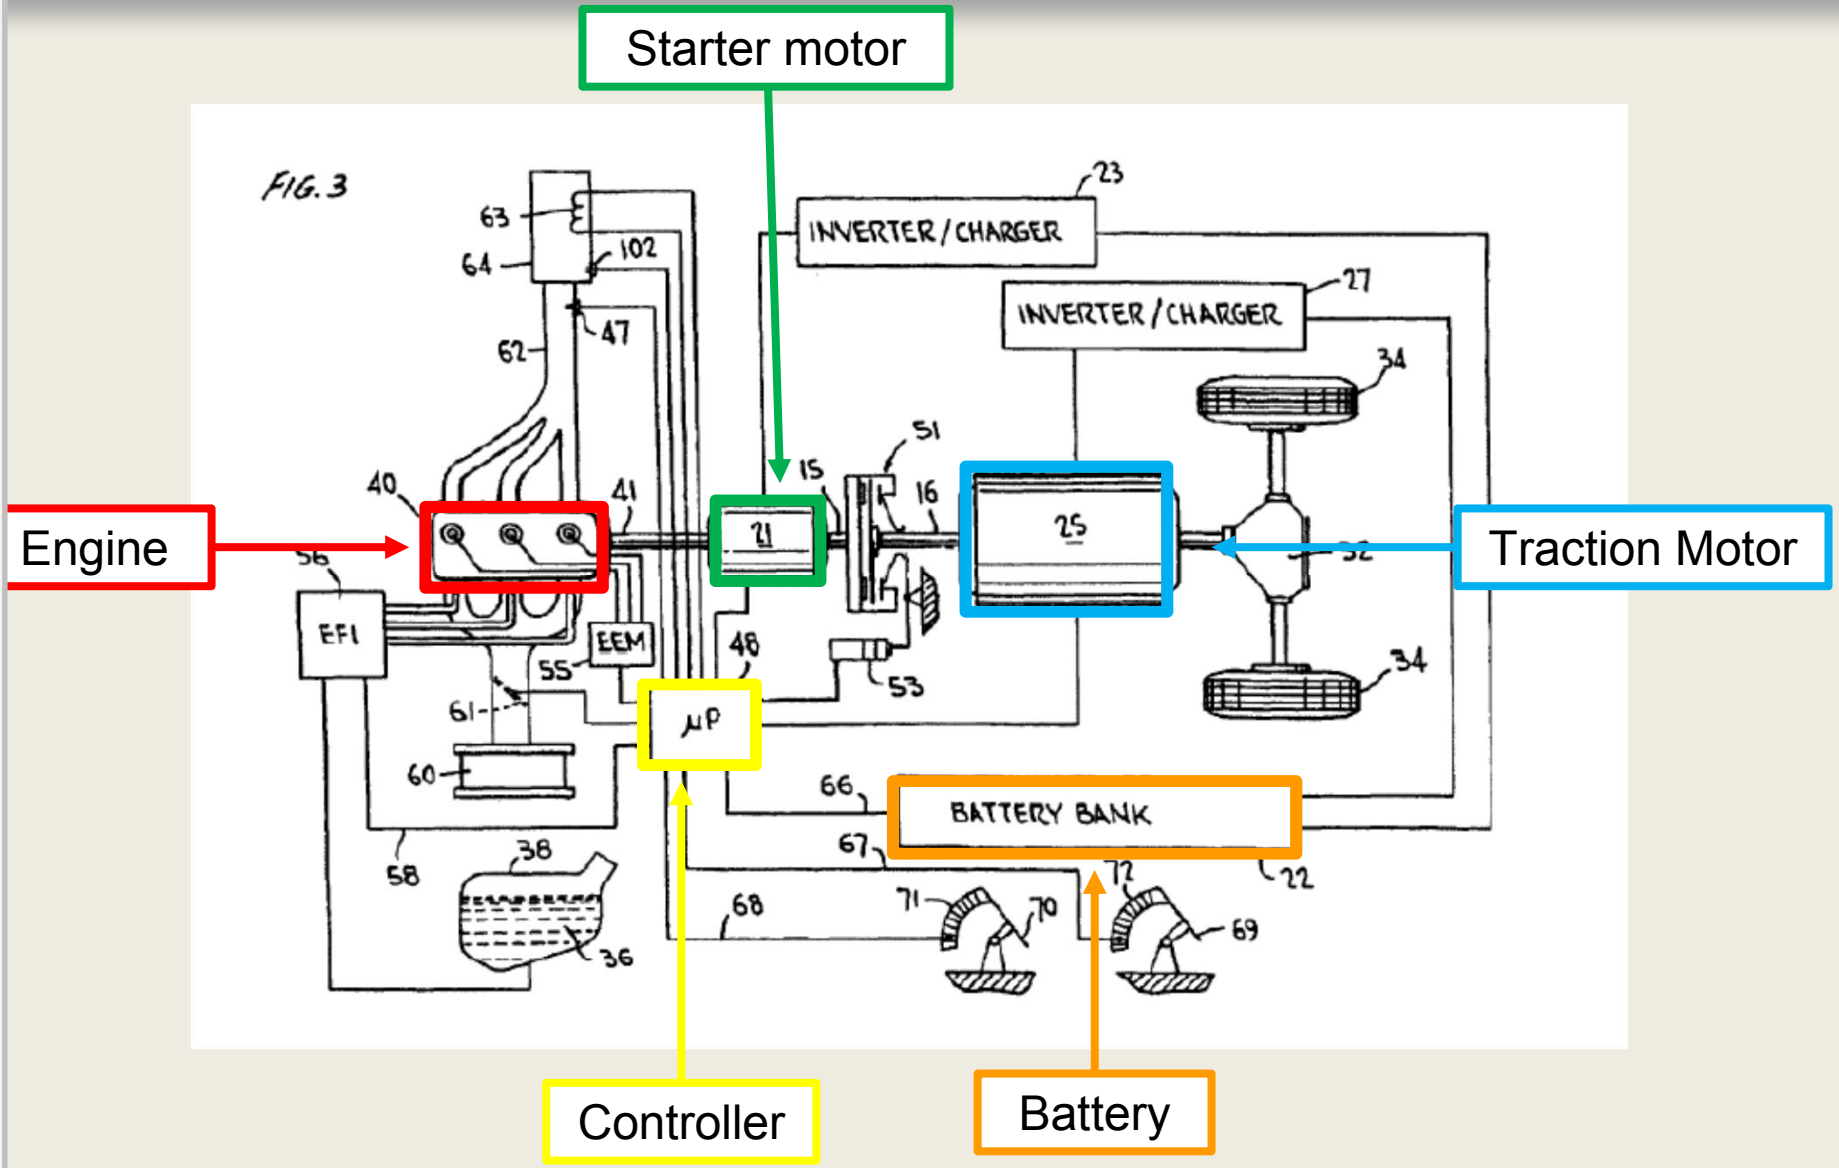 Starter motor
FIG. 3
23
63
INVERTER/CHARGER
102
64
27
INVERTER/CHARGER
47
62
34
51
40
41
15
16
21
25
Engine
Traction Motor
32
56
EFI
EEM
48
55
53
34
61
µP
60
66
BATTERY BANK
67
38
58
72
22
71
68
70
69
36
Controller
Battery